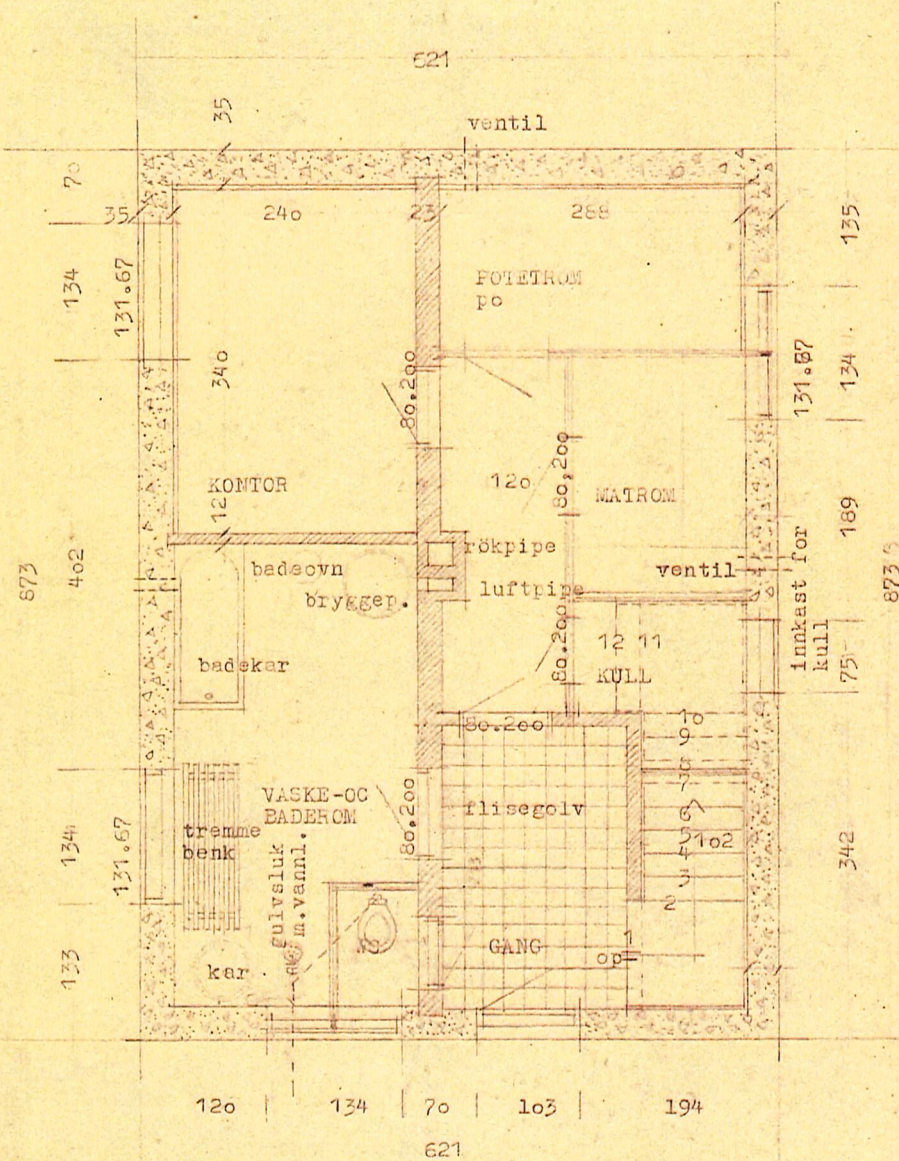 621
35
ventil
70
35
240
23
288
135
POTETROM
po
134
131.67
340
80.200
131.67
134
120
80,200
KONTOR
MATROM
12
189
rökpipe
873
402
badeovn
ventil
873
bryggep.
luftpipe
innkast for
kull
80.200
12 11
badekar
KULL
75
80.200
10
9
8
7
VASKE-OG
BADEROM
80.200
flisegolv
6
134
131.67
tremme
benk
5
102
342
4
gulvsluk
m.vannl.
3
2
WC
GANG
1
op
133
kar
120
134
70
103
194
621